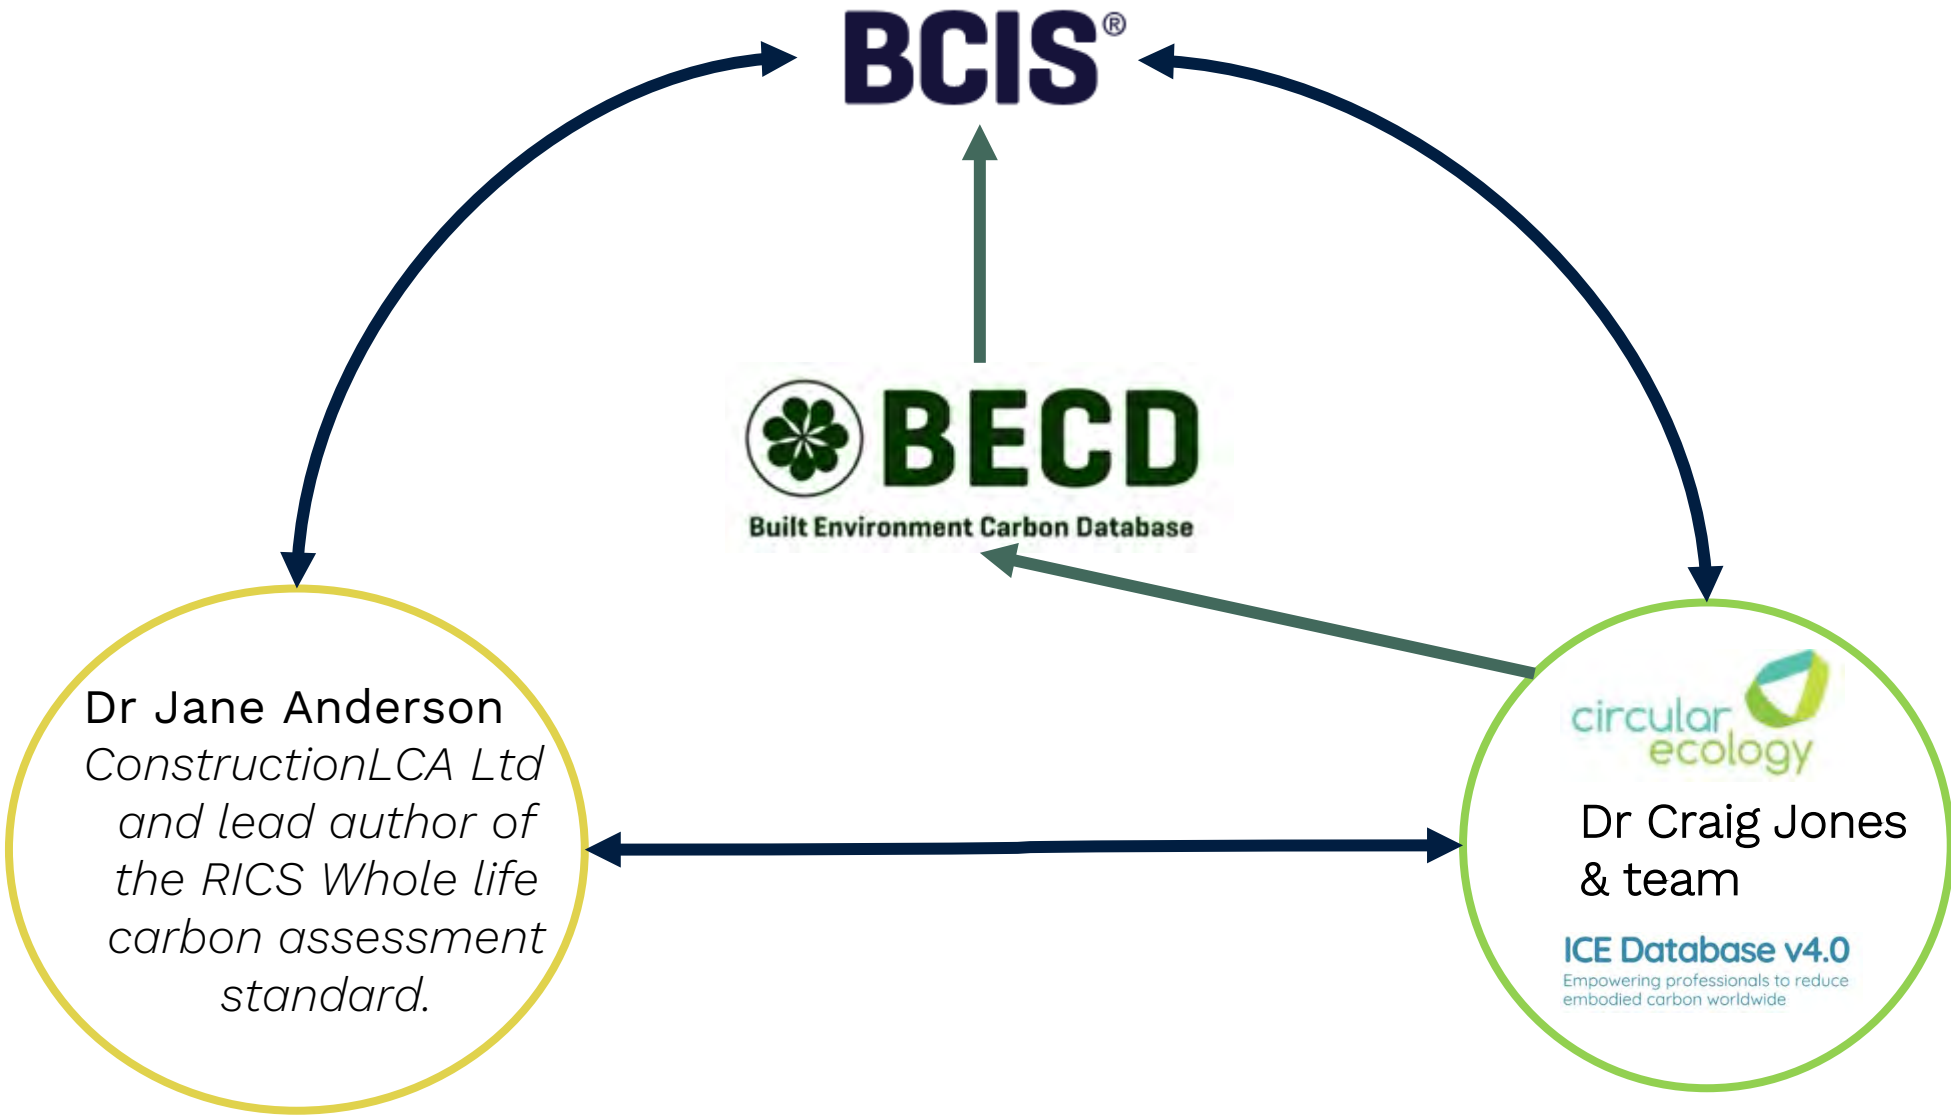 BCIS®
BECD
Built Environment Carbon Database
Dr Jane Anderson
ConstructionLCA Ltd
and lead author of
the RICS Whole life
carbon assessment
standard.
circular
ecology
Dr Craig Jones
& team
ICE Database v4.0
Empowering professionals to reduce
embodied carbon worldwide